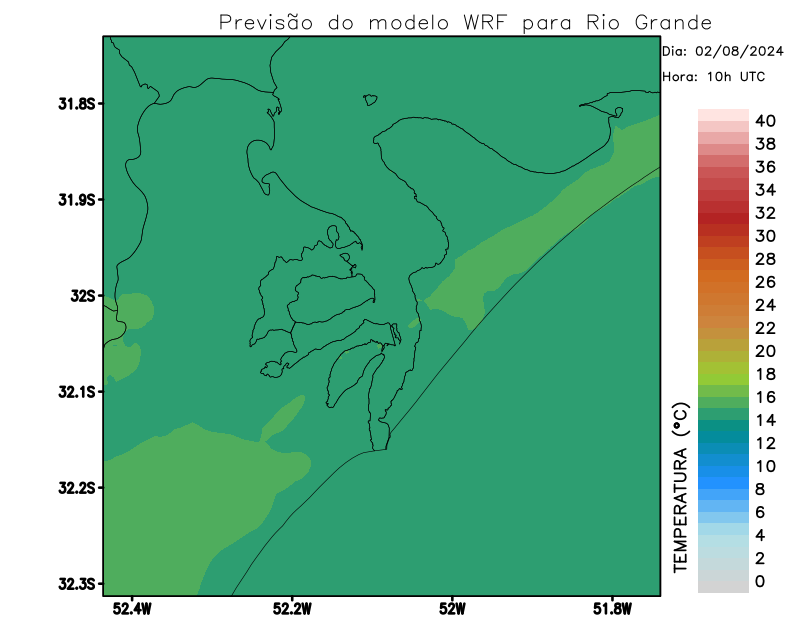 Previsão do modelo WRF para Rio Grande
Dia: 02/08/2024
Hora: 10h UTC
31.8S
31.9S
32S
32.1S
32.2S
32.3S
52.4W
52.2W
52W
51.8W
TEMPERATURA (°C)
40
38
36
34
32
30
28
26
24
22
20
18
16
14
12
10
8
6
4
2
0